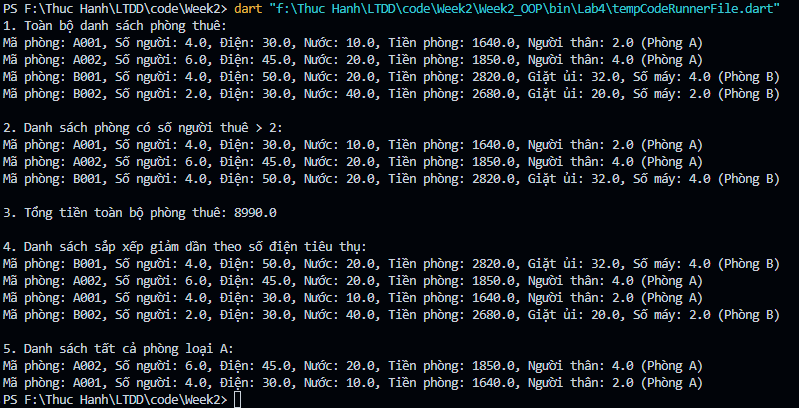 PS F:\Thuc Hanh\LTDD\code\Week2> dart "f:\Thuc Hanh\LTDD\code\Week2\Week2_OOP\bin\Lab4\tempCodeRunnerFile.dart"
1. Toàn bộ danh sách phòng thuê:
Mã phòng: A001, Số người: 4.0, Điện: 30.0, Nước: 10.0, Tiền phòng: 1640.0, Người thân: 2.0 (Phòng A)
Mã phòng: A002, Số người: 6.0, Điện: 45.0, Nước: 20.0, Tiền phòng: 1850.0, Người thân: 4.0 (Phòng A)
Mã phòng: B001, Số người: 4.0, Điện: 50.0, Nước: 20.0, Tiền phòng: 2820.0, Giặt ủi: 32.0, Số máy: 4.0 (Phòng B)
Mã phòng: B002, Số người: 2.0, Điện: 30.0, Nước: 40.0, Tiền phòng: 2680.0, Giặt ủi: 20.0, Số máy: 2.0 (Phòng B)
2. Danh sách phòng có số người thuê > 2:
Mã phòng: A001, Số người: 4.0, Điện: 30.0, Nước: 10.0, Tiền phòng: 1640.0, Người thân: 2.0 (Phòng A)
Mã phòng: A002, Số người: 6.0, Điện: 45.0, Nước: 20.0, Tiền phòng: 1850.0, Người thân: 4.0 (Phòng A)
Mã phòng: B001, Số người: 4.0, Điện: 50.0, Nước: 20.0, Tiền phòng: 2820.0, Giặt ủi: 32.0, Số máy: 4.0 (Phòng B)
3. Tổng tiền toàn bộ phòng thuê: 8990.0
4. Danh sách sắp xếp giảm dần theo số điện tiêu thụ:
Mã phòng: B001, Số người: 4.0, Điện: 50.0, Nước: 20.0, Tiền phòng: 2820.0, Giặt ủi: 32.0, Số máy: 4.0 (Phòng B)
Mã phòng: A002, Số người: 6.0, Điện: 45.0, Nước: 20.0, Tiền phòng: 1850.0, Người thân: 4.0 (Phòng A)
Mã phòng: A001, Số người: 4.0, Điện: 30.0, Nước: 10.0, Tiền phòng: 1640.0, Người thân: 2.0 (Phòng A)
Mã phòng: B002, Số người: 2.0, Điện: 30.0, Nước: 40.0, Tiền phòng: 2680.0, Giặt ủi: 20.0, Số máy: 2.0 (Phòng B)
5. Danh sách tất cả phòng loại A:
Mã phòng: A002, Số người: 6.0, Điện: 45.0, Nước: 20.0, Tiền phòng: 1850.0, Người thân: 4.0 (Phòng A)
Mã phòng: A001, Số người: 4.0, Điện: 30.0, Nước: 10.0, Tiền phòng: 1640.0, Người thân: 2.0 (Phòng A)
PS F:\Thuc Hanh\LTDD\code\Week2>